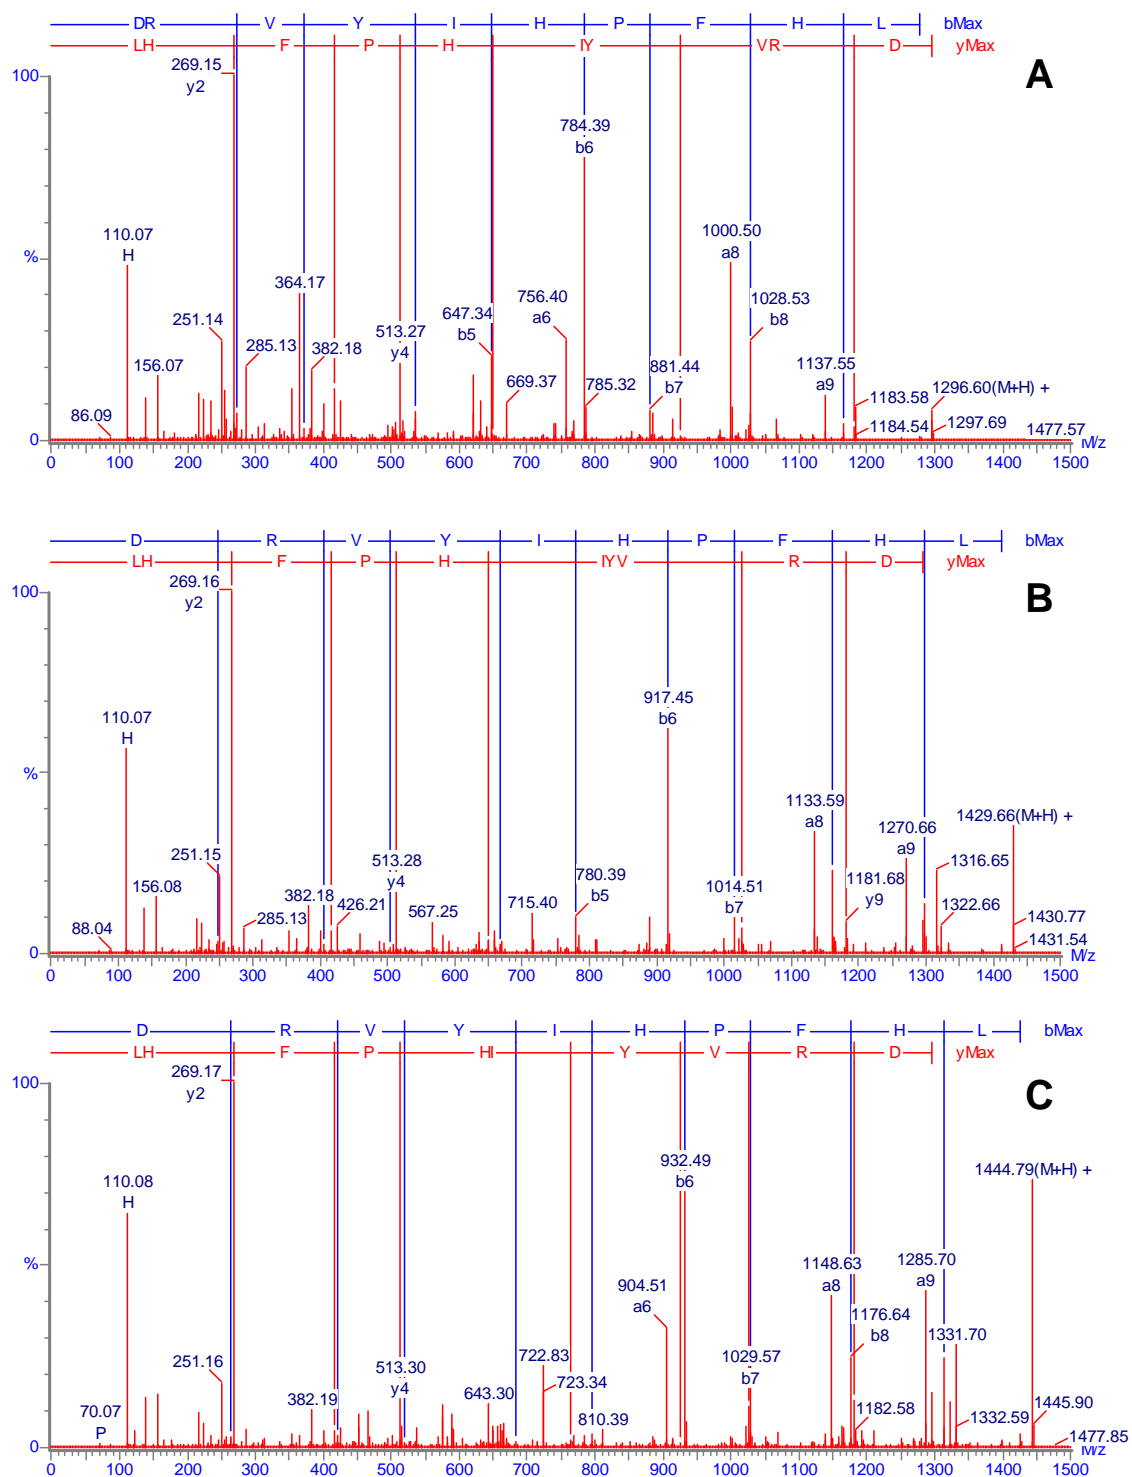 DR V Y I H P F H L bMax
LH F P H IY VR D yMax
A
100
269.15
y2
784.39
b6
110.07
H
%
1000.50
a8
364.17
756.40
a6
1028.53
b8
647.34
b5
251.14
285.13
382.18
513.27
y4
156.07
881.44
b7
1137.55
a9
669.37
785.32
1183.58
1296.60(M+H) +
86.09
1184.54
1297.69
1477.57
0
M/z
0 100 200 300 400 500 600 700 800 900 1000 1100 1200 1300 1400 1500
D R V Y I H P F H L bMax
LH F P H IYV R D yMax
B
100
269.16
y2
917.45
b6
110.07
H
%
1133.59
a8
1429.66(M+H) +
1270.66
a9
251.15
513.28
y4
1316.65
156.08
382.18
715.40
780.39
b5
1014.51
b7
1181.68
y9
285.13
426.21
567.25
1322.66
1430.77
88.04
1431.54
0
M/z
0 100 200 300 400 500 600 700 800 900 1000 1100 1200 1300 1400 1500
D R V Y I H P F H L bMax
LH F P HI Y V R D yMax
C
100
269.17
y2
932.49
b6
1444.79(M+H) +
110.08
H
%
1148.63
a8
1285.70
a9
904.51
a6
1176.64
b8
1331.70
251.16
513.30
y4
722.83
1029.57
b7
382.19
643.30
723.34
810.39
1182.58
1332.59
1445.90
70.07
P
1477.85
0
M/z
0 100 200 300 400 500 600 700 800 900 1000 1100 1200 1300 1400 1500